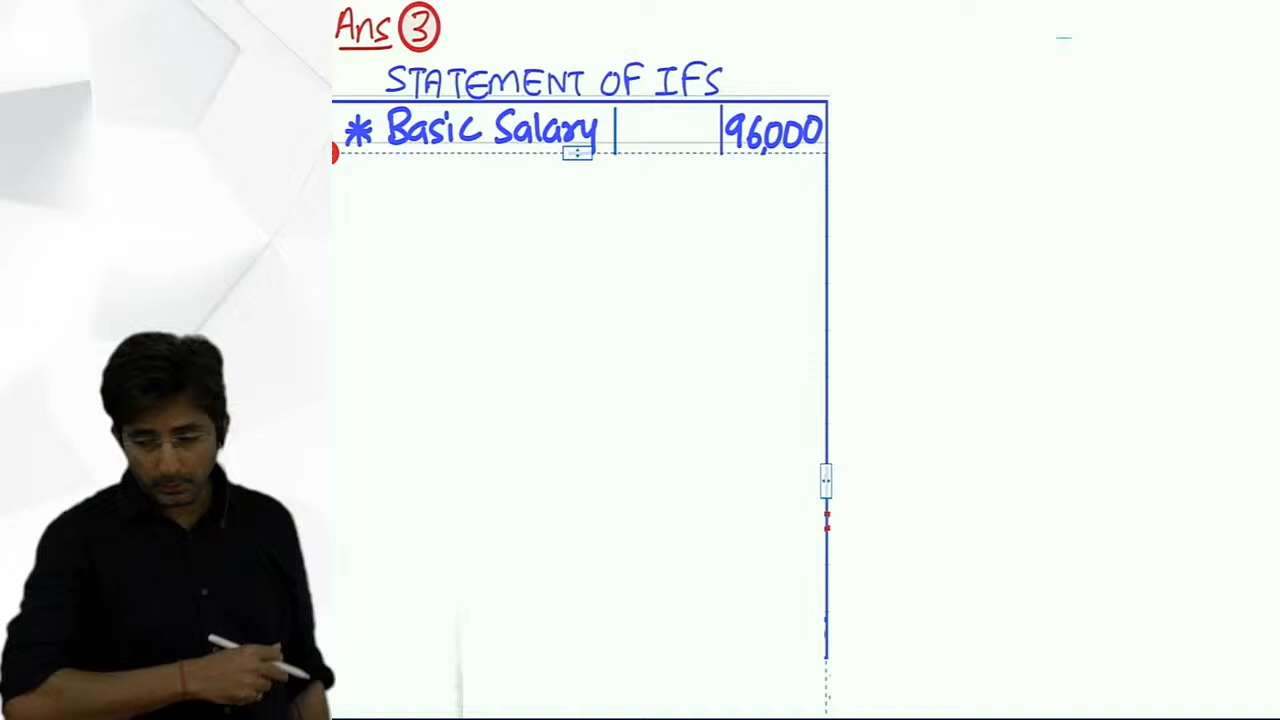 Ans ③
STATEMENT OF IFS
* Basic Salary 96,000